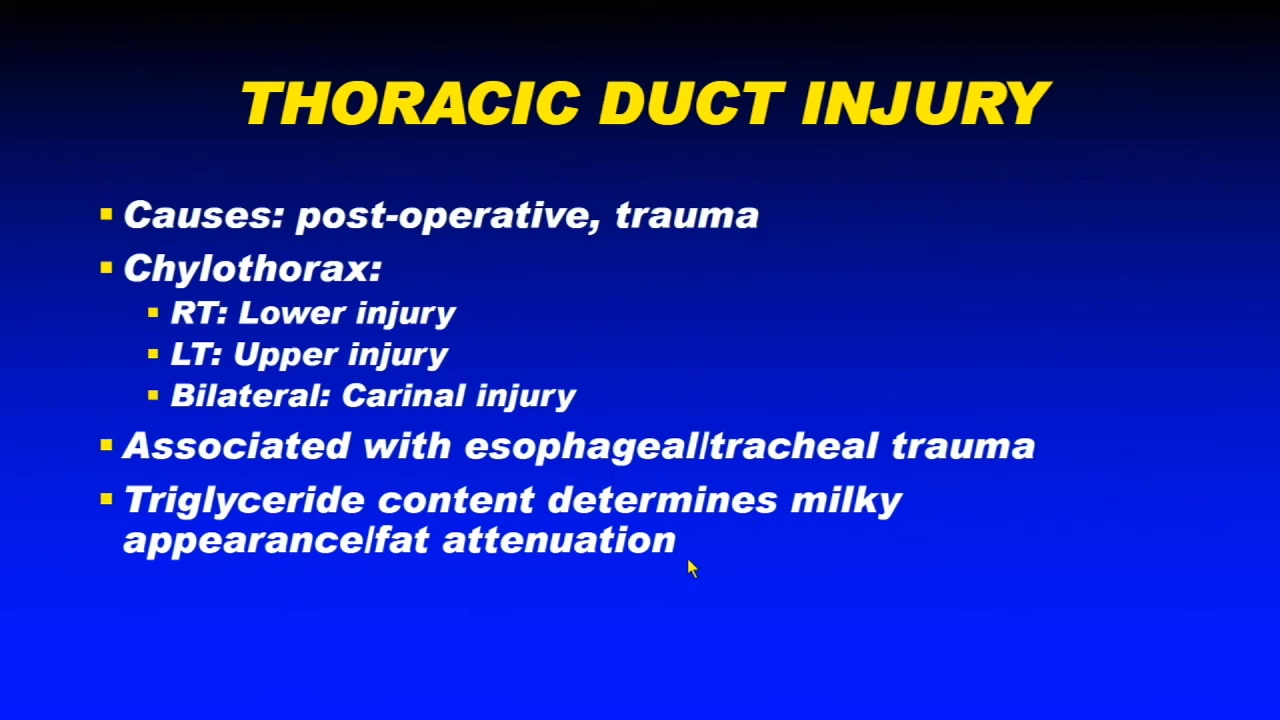 THORACIC DUCT INJURY
▪ Causes: post-operative, trauma
▪ Chylothorax:
▪ RT: Lower injury
▪ LT: Upper injury
▪ Bilateral: Carinal injury
▪ Associated with esophageal/tracheal trauma
▪ Triglyceride content determines milky
appearance/fat attenuation